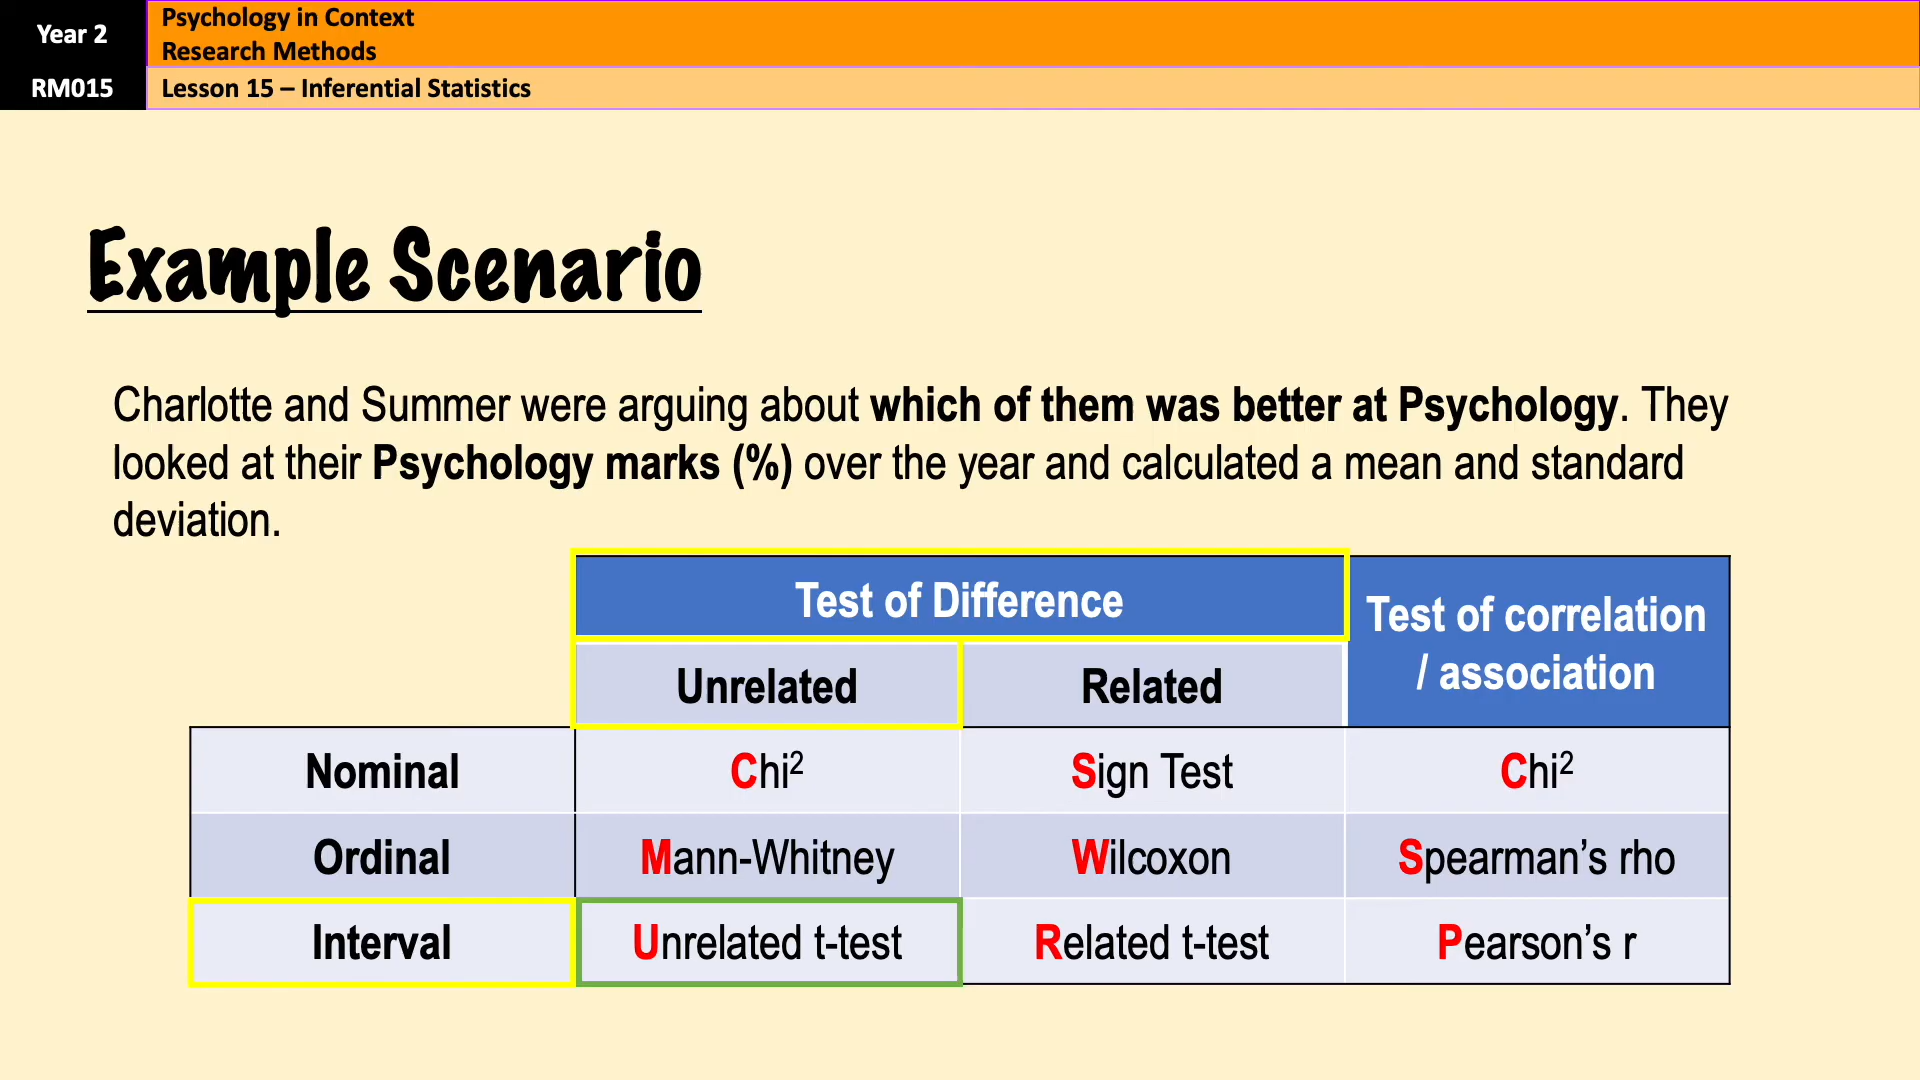 Year 2
Psychology in Context
Research Methods
RM015
Lesson 15 – Inferential Statistics
Example Scenario
Charlotte and Summer were arguing about which of them was better at Psychology. They
looked at their Psychology marks (%) over the year and calculated a mean and standard
deviation.
Test of Difference
Test of correlation
/ association
Unrelated
Related
Nominal
Chi²
Sign Test
Chi²
Ordinal
Mann-Whitney
Wilcoxon
Spearman’s rho
Interval
Unrelated t-test
Related t-test
Pearson’s r